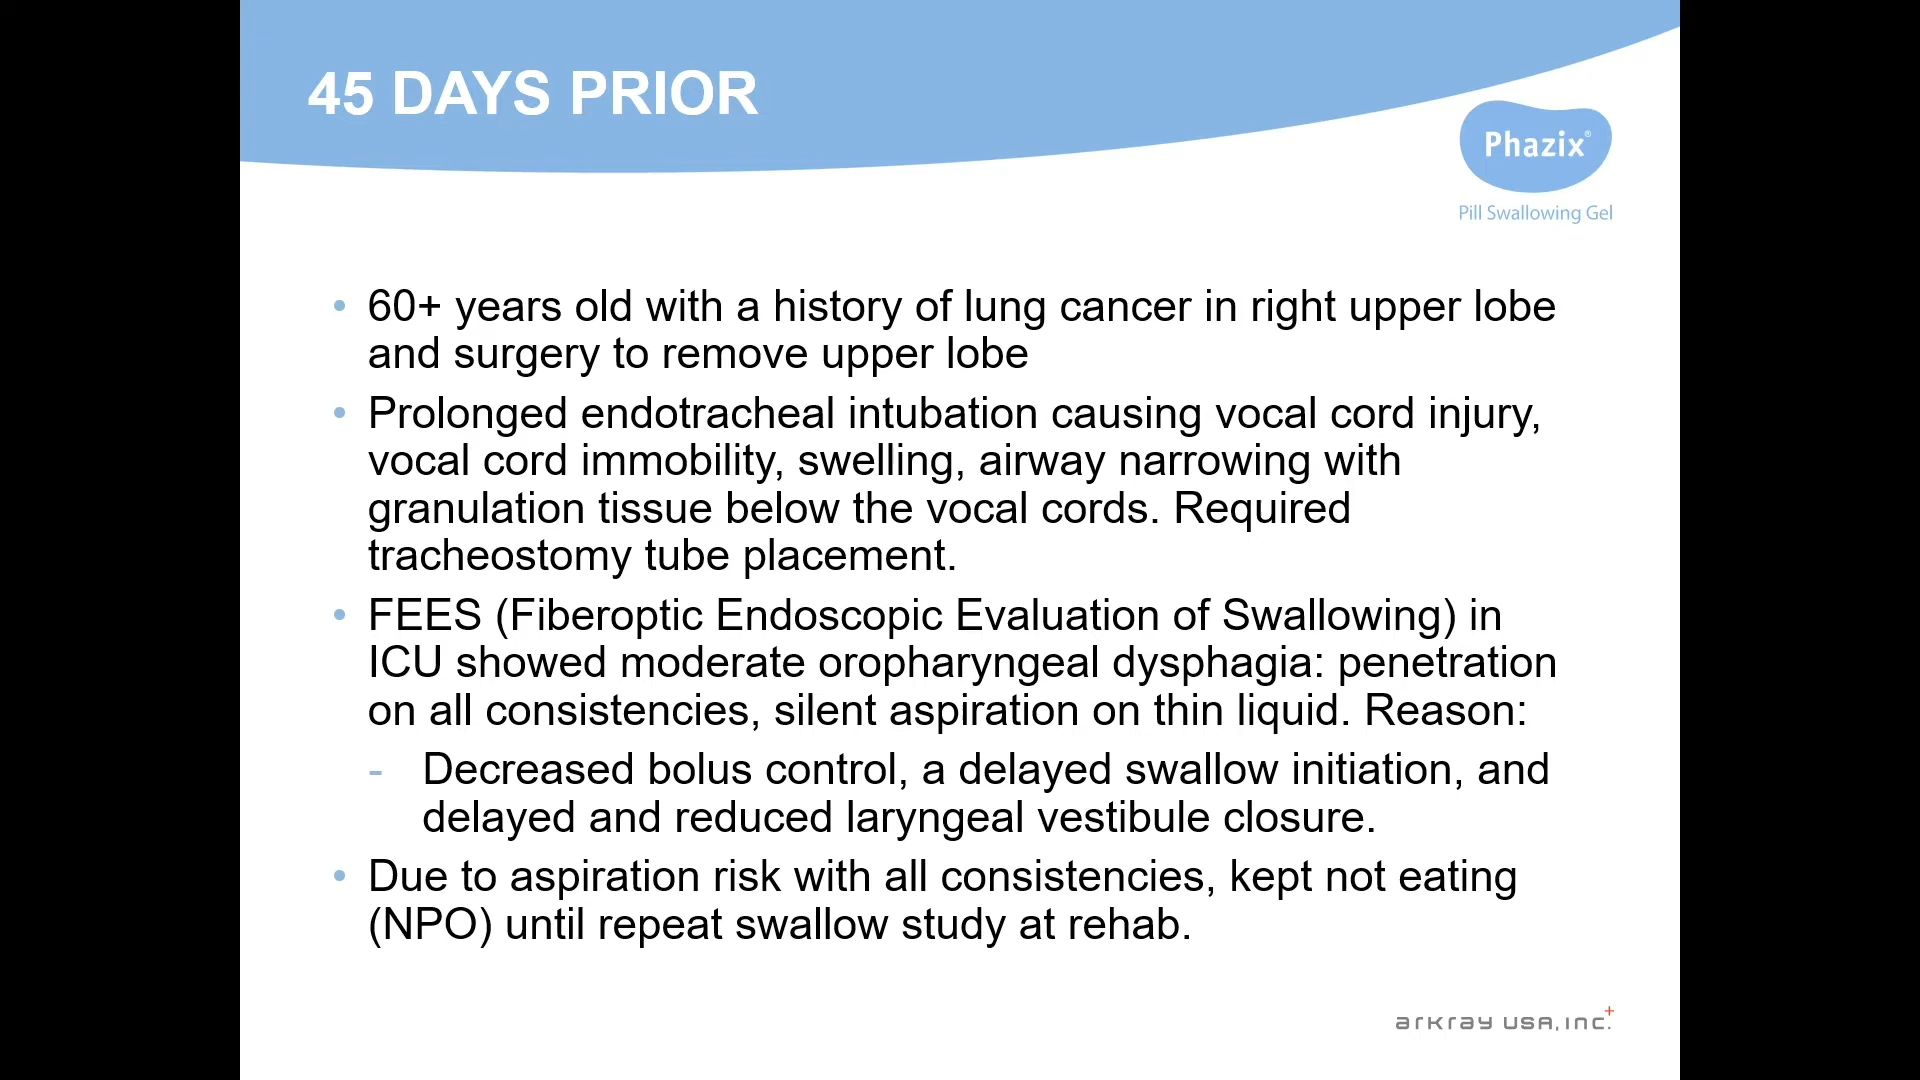 45 DAYS PRIOR
Phazix®
Pill Swallowing Gel
• 60+ years old with a history of lung cancer in right upper lobe
and surgery to remove upper lobe
• Prolonged endotracheal intubation causing vocal cord injury,
vocal cord immobility, swelling, airway narrowing with
granulation tissue below the vocal cords. Required
tracheostomy tube placement.
• FEES (Fiberoptic Endoscopic Evaluation of Swallowing) in
ICU showed moderate oropharyngeal dysphagia: penetration
on all consistencies, silent aspiration on thin liquid. Reason:
- Decreased bolus control, a delayed swallow initiation, and
delayed and reduced laryngeal vestibule closure.
• Due to aspiration risk with all consistencies, kept not eating
(NPO) until repeat swallow study at rehab.
arkray USA, Inc.+